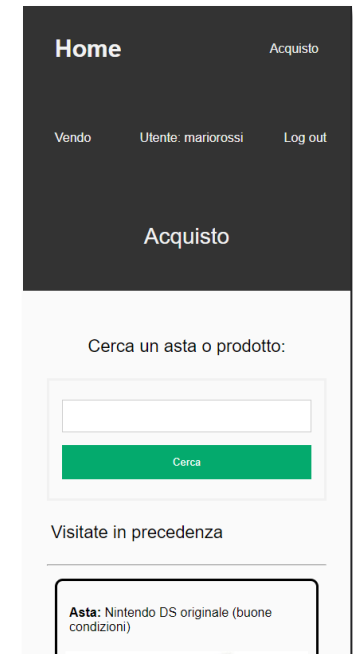 Home Acquisto
Vendo Utente: mariorossi Log out
Acquisto
Cerca un asta o prodotto:
Cerca
Visitate in precedenza
Asta: Nintendo DS originale (buone
condizioni)